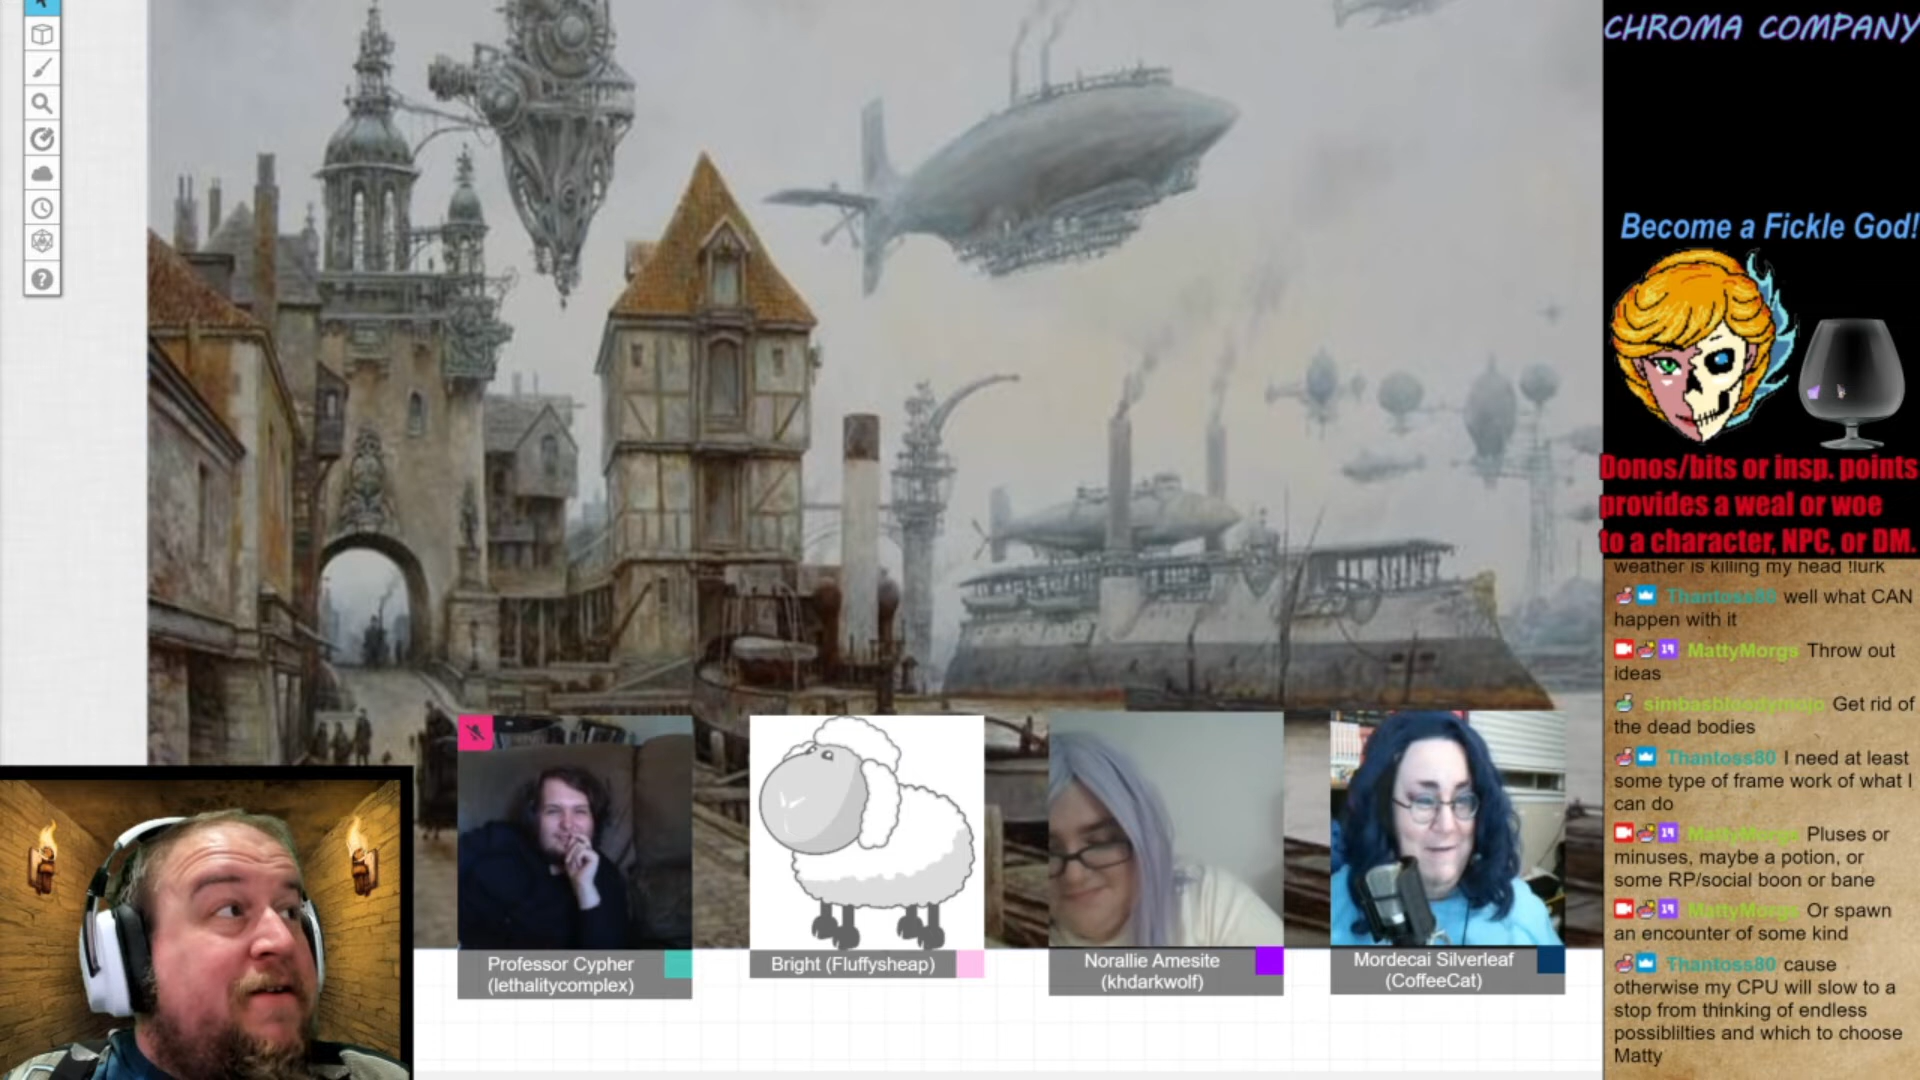 CHROMA COMPANY
Become a Fickle God!
Donos/bits or insp. points
provides a weal or woe
to a character, NPC, or DM.
weather is killing my head !lurk
Thantoss80 well what CAN
happen with it
MattyMorgs Throw out
ideas
simbasbloodymojo Get rid of
the dead bodies
Thantoss80 I need at least
some type of frame work of what I
can do
MattyMorgs Pluses or
minuses, maybe a potion, or
some RP/social boon or bane
MattyMorgs Or spawn
an encounter of some kind
Thantoss80 cause
otherwise my CPU will slow to a
stop from thinking of endless
possiblilties and which to choose
Matty
Professor Cypher
(lethalitycomplex)
Bright (Fluffysheap)
Norallie Amesite
(khdarkwolf)
Mordecai Silverleaf
(CoffeeCat)